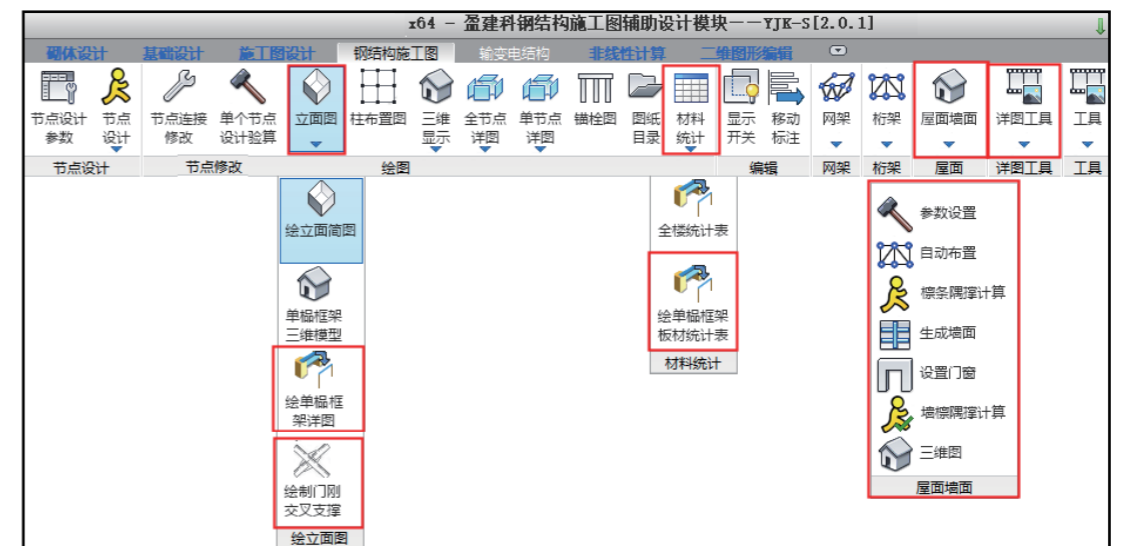 x64 - 盈建科钢结构施工图辅助设计模块——YJK-S[2.0.1]
砌体设计 基础设计 施工图设计 钢结构施工图 输变电结构 非线性计算 二维图形编辑
节点设计 节点 节点连接 单个节点 立面图 柱布置图 三维 全节点 单节点 锚栓图 图纸 材料 显示 移动 网架 桁架 屋面墙面 详图工具 工具
参数 设计 修改 设计验算 显示 详图 详图 目录 统计 开关 标注
节点设计 节点修改 绘图 编辑 网架 桁架 屋面 详图工具 工具
绘立面简图
单榀框架
三维模型
绘单榀框
架详图
绘制门刚
交叉支撑
绘立面图
全楼统计表
绘单榀框架
板材统计表
材料统计
参数设置
自动布置
檩条隅撑计算
生成墙面
设置门窗
墙檩隅撑计算
三维图
屋面墙面